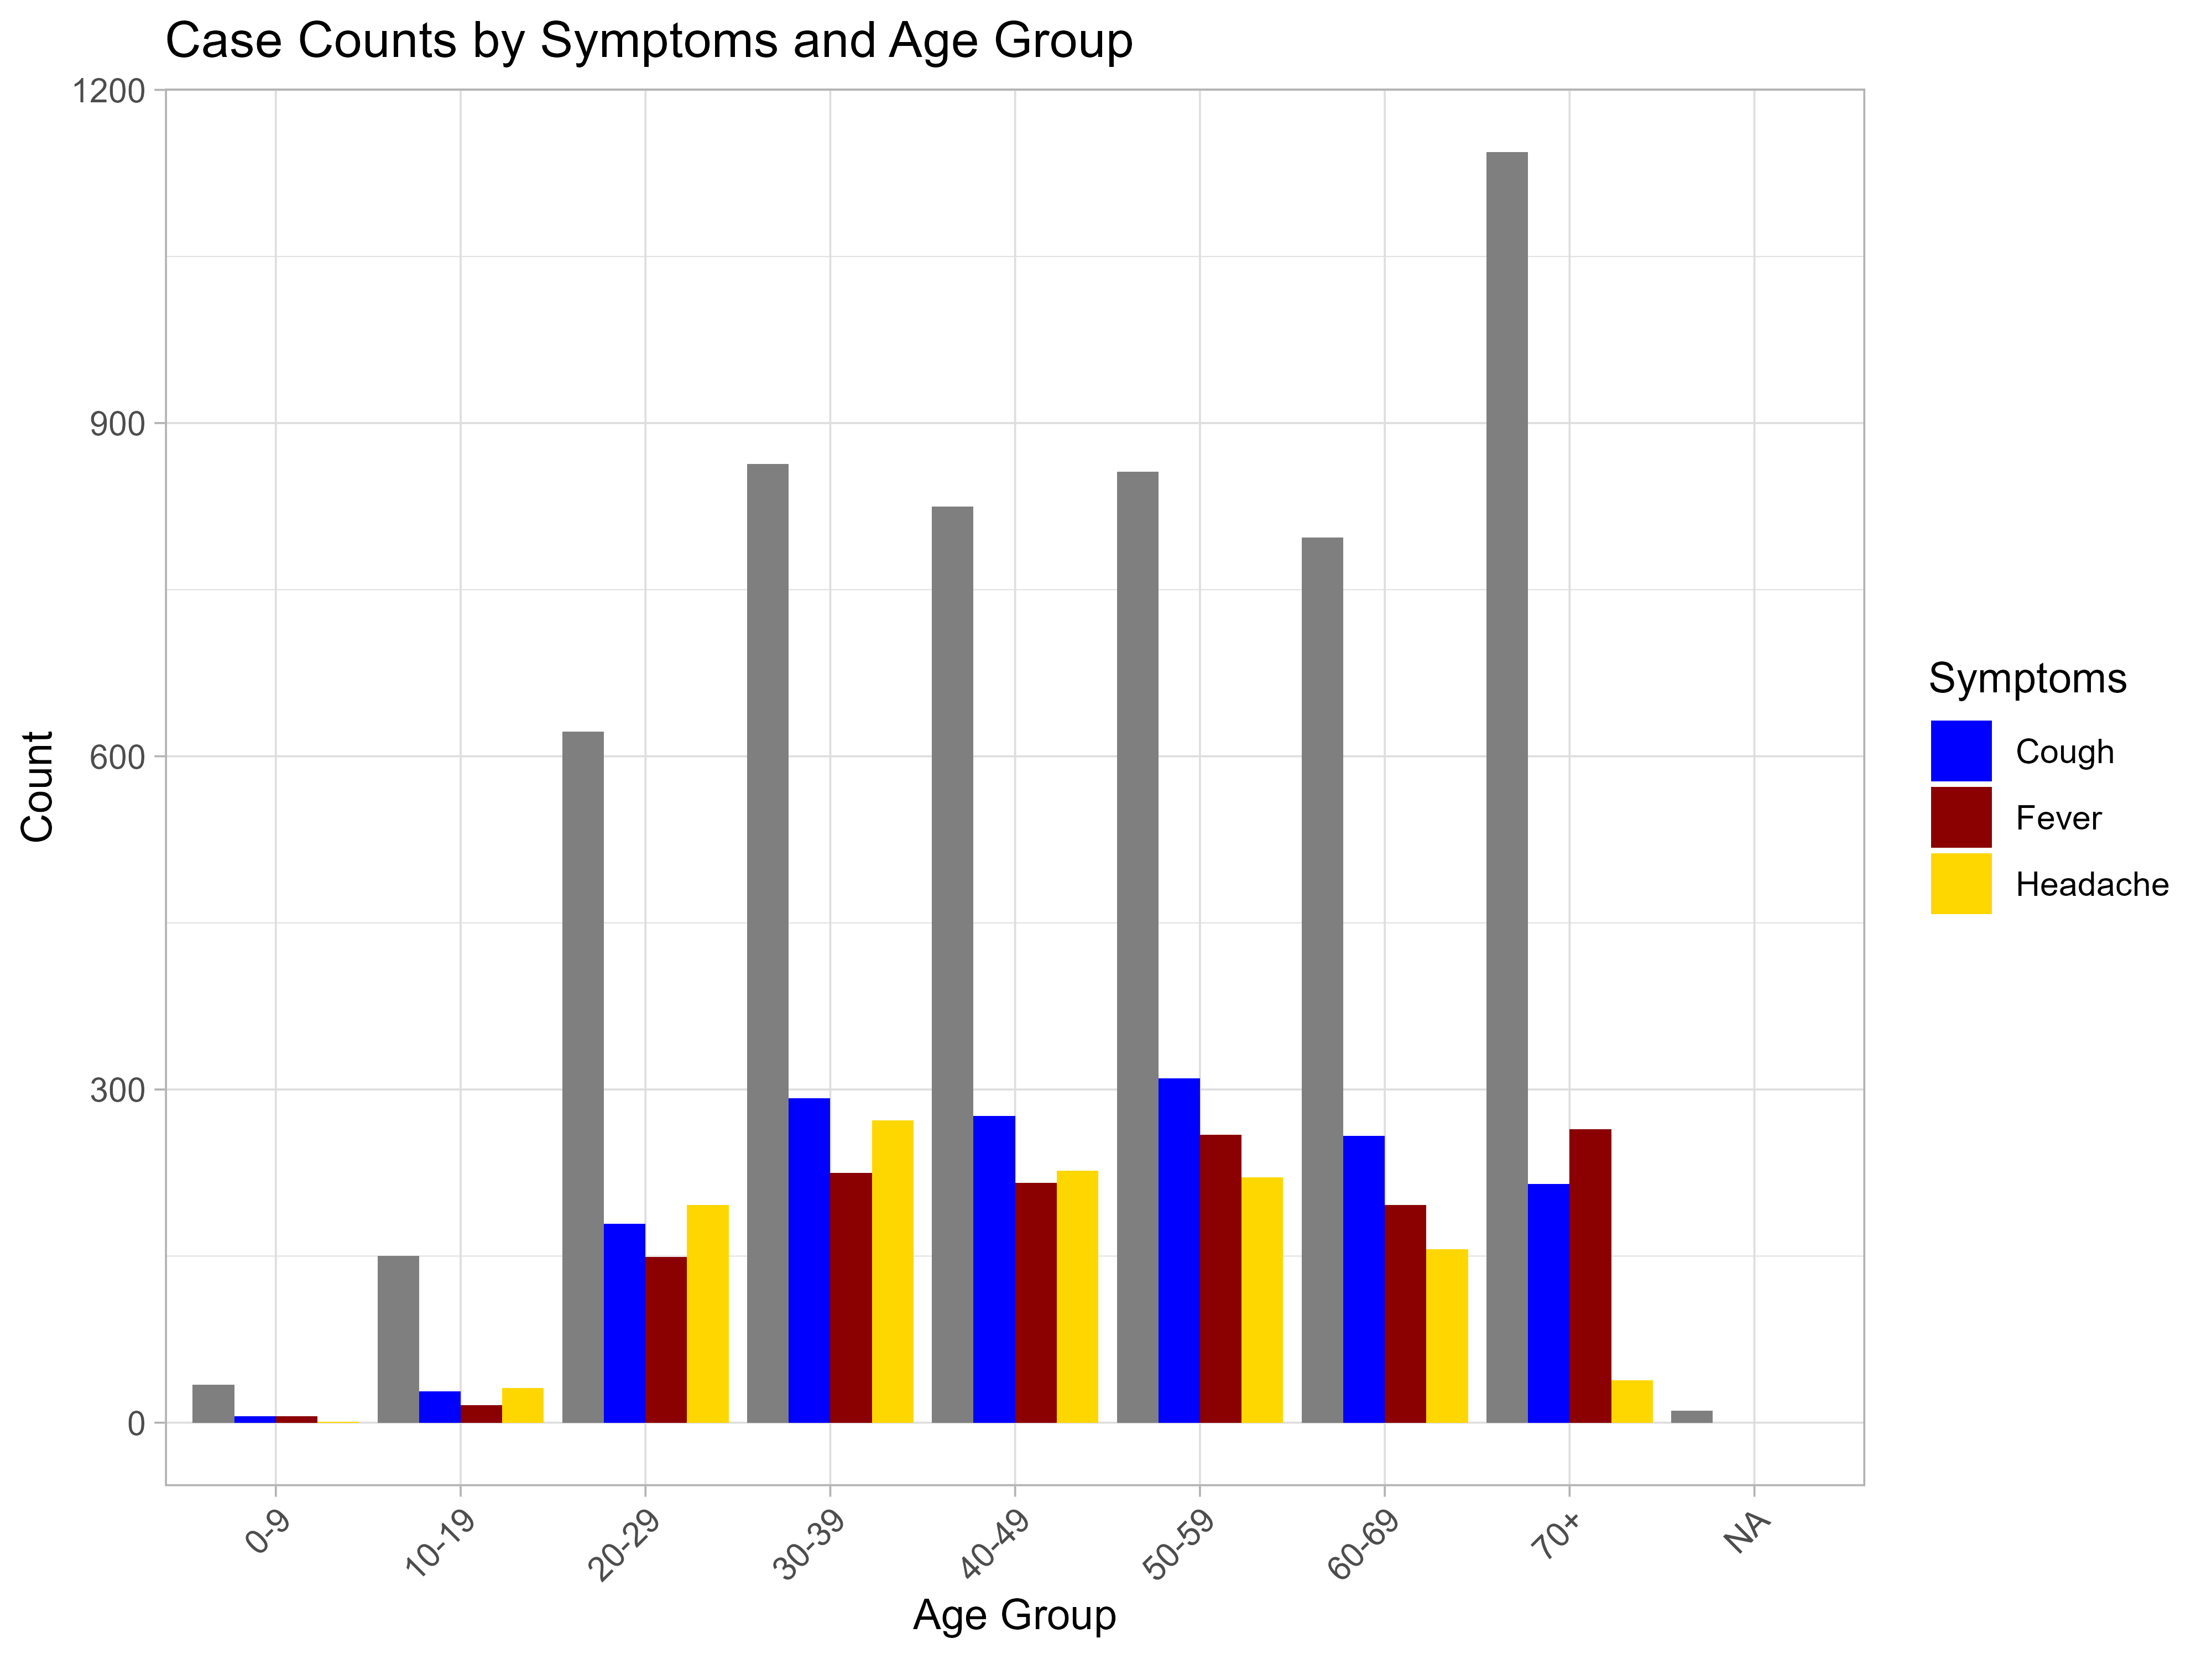 Case Counts by Symptoms and Age Group
1200
900
600
300
0
Count
0-9
10-19
20-29
30-39
40-49
50-59
60-69
70+
NA
Age Group
Symptoms
Cough
Fever
Headache